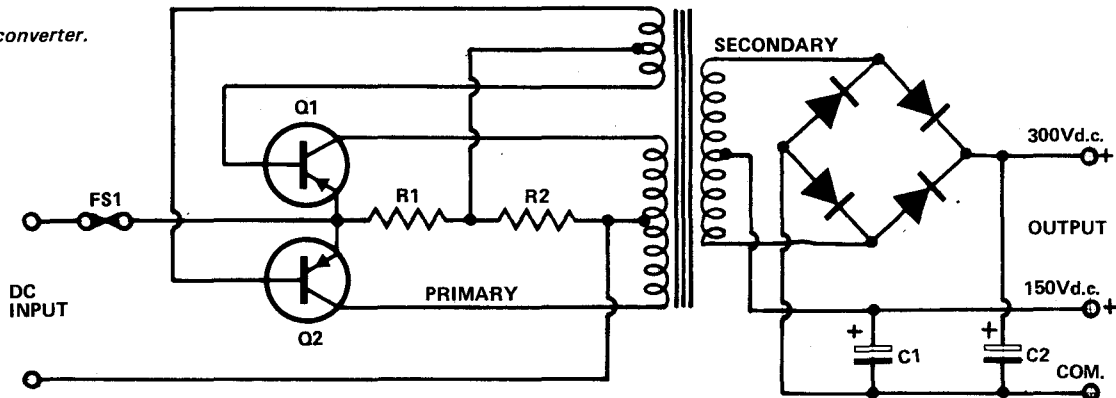 converter.
SECONDARY
Q1
300Vd.c.
+
FS1
R1
R2
OUTPUT
DC
INPUT
PRIMARY
150Vd.c.
+
Q2
+
C1
+
C2
COM.